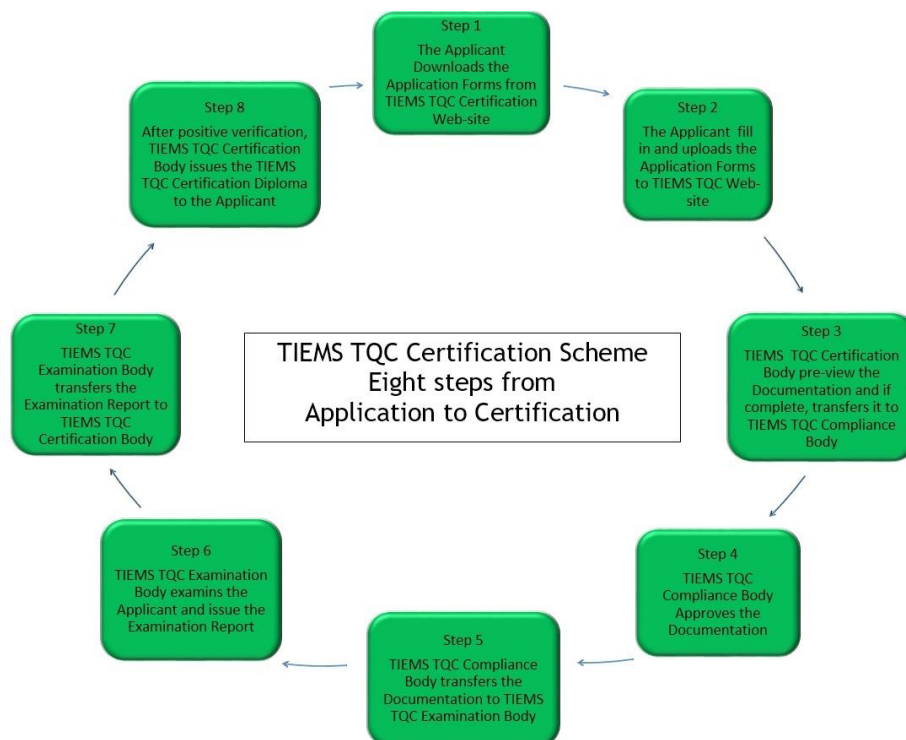 Step 1
The Applicant
Downloads the
Application Forms from
TIEMS TQC Certification
Web-site
Step 2
The Applicant fill
in and uploads the
Application Forms
to TIEMS TQC Web-
site
Step 3
TIEMS TQC Certification
Body pre-view the
Documentation and if
complete, transfers it to
TIEMS TQC Compliance
Body
Step 4
TIEMS TQC
Compliance Body
Approves the
Documentation
Step 5
TIEMS TQC Compliance
Body transfers the
Documentation to TIEMS
TQC Examination Body
Step 6
TIEMS TQC Examination
Body examines the
Applicant and issue the
Examination Report
Step 7
TIEMS TQC
Examination Body
transfers the
Examination Report to
TIEMS TQC
Certification Body
Step 8
After positive verification,
TIEMS TQC Certification
Body issues the TIEMS
TQC Certification Diploma
to the Applicant
TIEMS TQC Certification Scheme
Eight steps from
Application to Certification